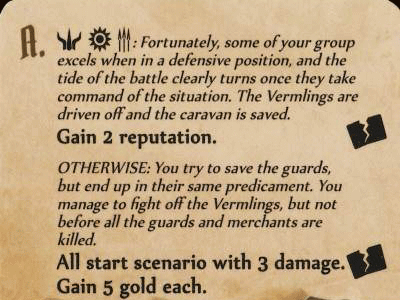 A. : Fortunately, some of your group
excels when in a defensive position, and the
tide of the battle clearly turns once they take
command of the situation. The Vermlings are
driven off and the caravan is saved.
Gain 2 reputation.
OTHERWISE: You try to save the guards,
but end up in their same predicament. You
manage to fight off the Vermlings, but not
before all the guards and merchants are
killed.
All start scenario with 3 damage.
Gain 5 gold each.